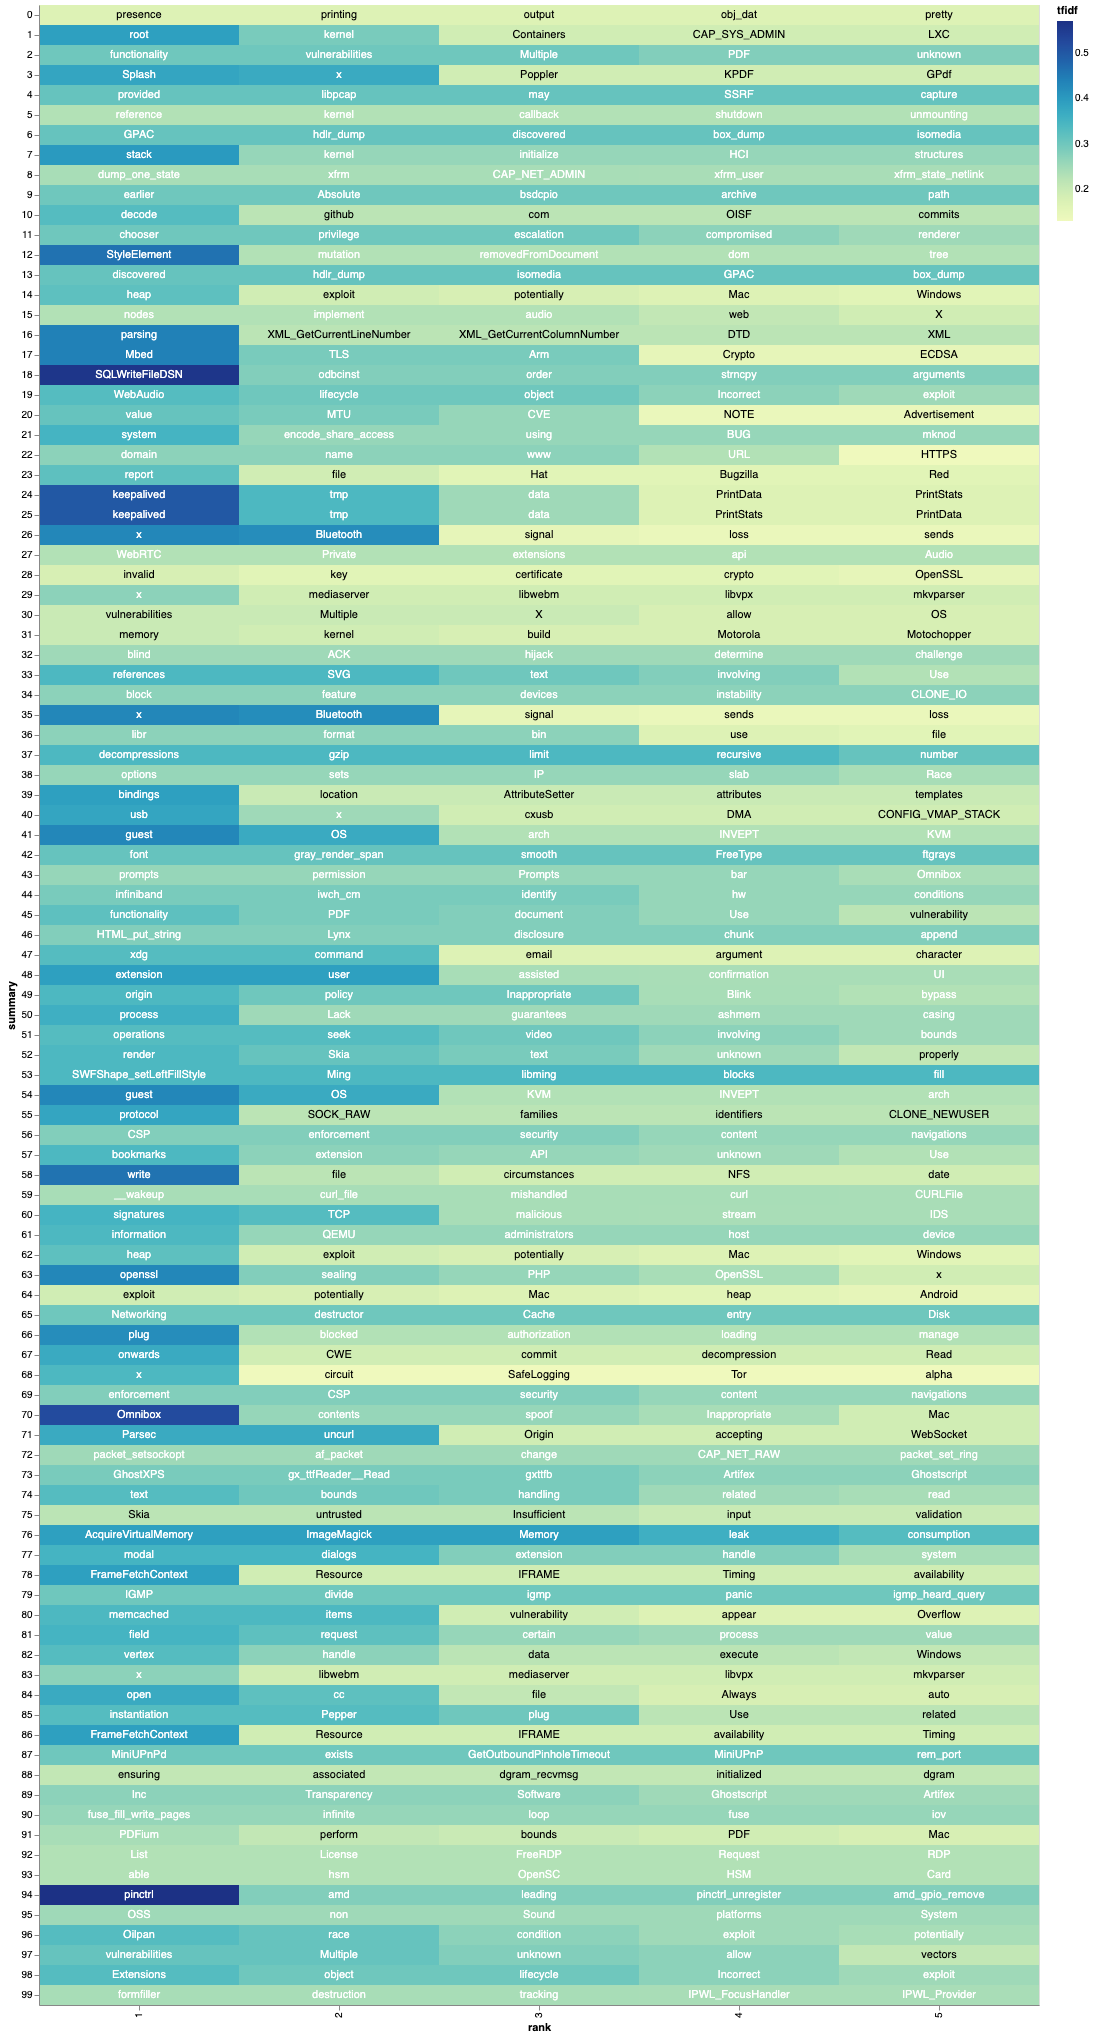 tfidf
0.5
0.4
0.3
0.2
summary
0 presence printing output obj_dat pretty
1 root kernel Containers CAP_SYS_ADMIN LXC
2 functionality vulnerabilities Multiple PDF unknown
3 Splash x Poppler KPDF GPdf
4 provided libpcap may SSRF capture
5 reference kernel callback shutdown unmounting
6 GPAC hdlr_dump discovered box_dump isomedia
7 stack kernel initialize HCI structures
8 dump_one_state xfrm CAP_NET_ADMIN xfrm_user xfrm_state_netlink
9 earlier Absolute bsdcpio archive path
10 decode github com OISF commits
11 chooser privilege escalation compromised renderer
12 StyleElement mutation removedFromDocument dom tree
13 discovered hdlr_dump isomedia GPAC box_dump
14 heap exploit potentially Mac Windows
15 nodes implement audio web X
16 parsing XML_GetCurrentLineNumber XML_GetCurrentColumnNumber DTD XML
17 Mbed TLS Arm Crypto ECDSA
18 SQLWriteFileDSN odbcinst order strncpy arguments
19 WebAudio lifecycle object Incorrect exploit
20 value MTU CVE NOTE Advertisement
21 system encode_share_access using BUG mknod
22 domain name www URL HTTPS
23 report file Hat Bugzilla Red
24 keepalived tmp data PrintData PrintStats
25 keepalived tmp data PrintStats PrintData
26 x Bluetooth signal loss sends
27 WebRTC Private extensions api Audio
28 invalid key certificate crypto OpenSSL
29 x mediaserver libwebm libvpx mkvparser
30 vulnerabilities Multiple X allow OS
31 memory kernel build Motorola Motochopper
32 blind ACK hijack determine challenge
33 references SVG text involving Use
34 block feature devices instability CLONE_IO
35 x Bluetooth signal sends loss
36 libr format bin use file
37 decompressions gzip limit recursive number
38 options sets IP slab Race
39 bindings location AttributeSetter attributes templates
40 usb x cxusb DMA CONFIG_VMAP_STACK
41 guest OS arch INVEPT KVM
42 font gray_render_span smooth FreeType ftgrays
43 prompts permission Prompts bar Omnibox
44 infiniband iwch_cm identify hw conditions
45 functionality PDF document Use vulnerability
46 HTML_put_string Lynx disclosure chunk append
47 xdg command email argument character
48 extension user assisted confirmation UI
49 origin policy Inappropriate Blink bypass
50 process Lack guarantees ashmem casing
51 operations seek video involving bounds
52 render Skia text unknown properly
53 SWFShape_setLeftFillStyle Ming libming blocks fill
54 guest OS KVM INVEPT arch
55 protocol SOCK_RAW families identifiers CLONE_NEWUSER
56 CSP enforcement security content navigations
57 bookmarks extension API unknown Use
58 write file circumstances NFS date
59 __wakeup curl_file mishandled curl CURLFile
60 signatures TCP malicious stream IDS
61 information QEMU administrators host device
62 heap exploit potentially Mac Windows
63 openssl sealing PHP OpenSSL x
64 exploit potentially Mac heap Android
65 Networking destructor Cache entry Disk
66 plug blocked authorization loading manage
67 onwards CWE commit decompression Read
68 x circuit SafeLogging Tor alpha
69 enforcement CSP security content navigations
70 Omnibox contents spoof Inappropriate Mac
71 Parsec uncurl Origin accepting WebSocket
72 packet_setsockopt af_packet change CAP_NET_RAW packet_set_ring
73 GhostXPS gx_ttfReader__Read gxttfb Artifex Ghostscript
74 text bounds handling related read
75 Skia untrusted Insufficient input validation
76 AcquireVirtualMemory ImageMagick Memory leak consumption
77 modal dialogs extension handle system
78 FrameFetchContext Resource IFRAME Timing availability
79 IGMP divide igmp panic igmp_heard_query
80 memcached items vulnerability appear Overflow
81 field request certain process value
82 vertex handle data execute Windows
83 x libwebm mediaserver libvpx mkvparser
84 open cc file Always auto
85 instantiation Pepper plug Use related
86 FrameFetchContext Resource IFRAME availability Timing
87 MiniUPnPd exists GetOutboundPinholeTimeout MiniUPnP rem_port
88 ensuring associated dgram_recvmsg initialized dgram
89 Inc Transparency Software Ghostscript Artifex
90 fuse_fill_write_pages infinite loop fuse iov
91 PDFium perform bounds PDF Mac
92 List License FreeRDP Request RDP
93 able hsm OpenSC HSM Card
94 pinctrl amd leading pinctrl_unregister amd_gpio_remove
95 OSS non Sound platforms System
96 Oilpan race condition exploit potentially
97 vulnerabilities Multiple unknown allow vectors
98 Extensions object lifecycle Incorrect exploit
99 formfiller destruction tracking IPWL_FocusHandler IPWL_Provider
1 2 3 4 5
rank